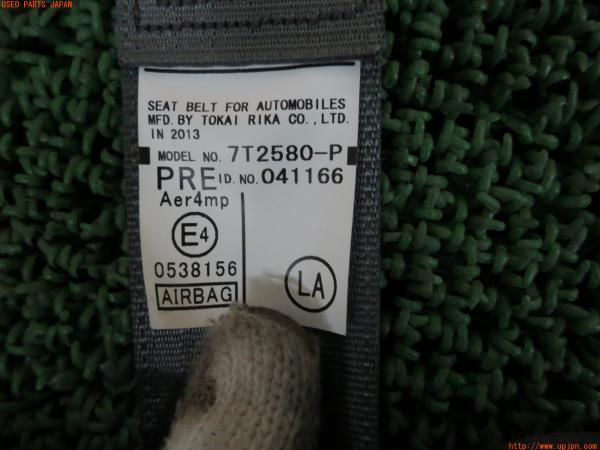 USED PARTS JAPAN
SEAT BELT FOR AUTOMOBILES
MFD. BY TOKAI RIKA CO., LTD.
IN 2013
MODEL NO. 7T2580-P
PRE ID. NO. 041166
Aer4mp
E4
0538156
AIRBAG
LA
http://www.upjpn.com/